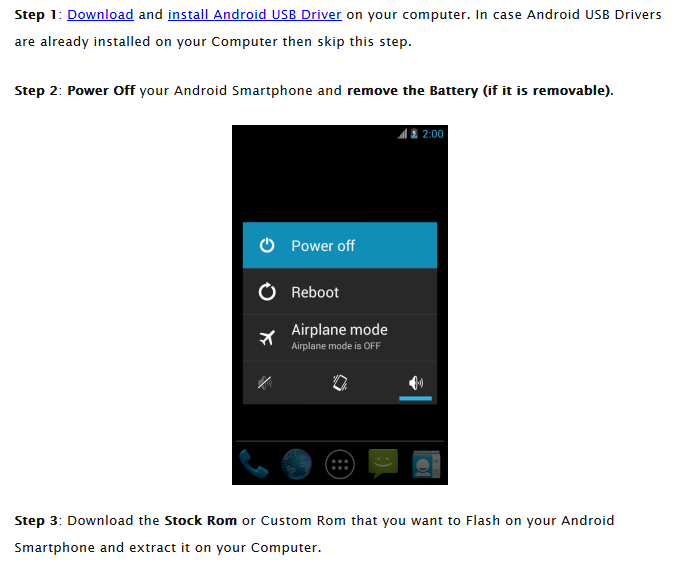 Step 1: Download and install Android USB Driver on your computer. In case Android USB Drivers
are already installed on your Computer then skip this step.
Step 2: Power Off your Android Smartphone and remove the Battery (if it is removable).
2:00
Power off
Reboot
Airplane mode
Airplane mode is OFF
Step 3: Download the Stock Rom or Custom Rom that you want to Flash on your Android
Smartphone and extract it on your Computer.